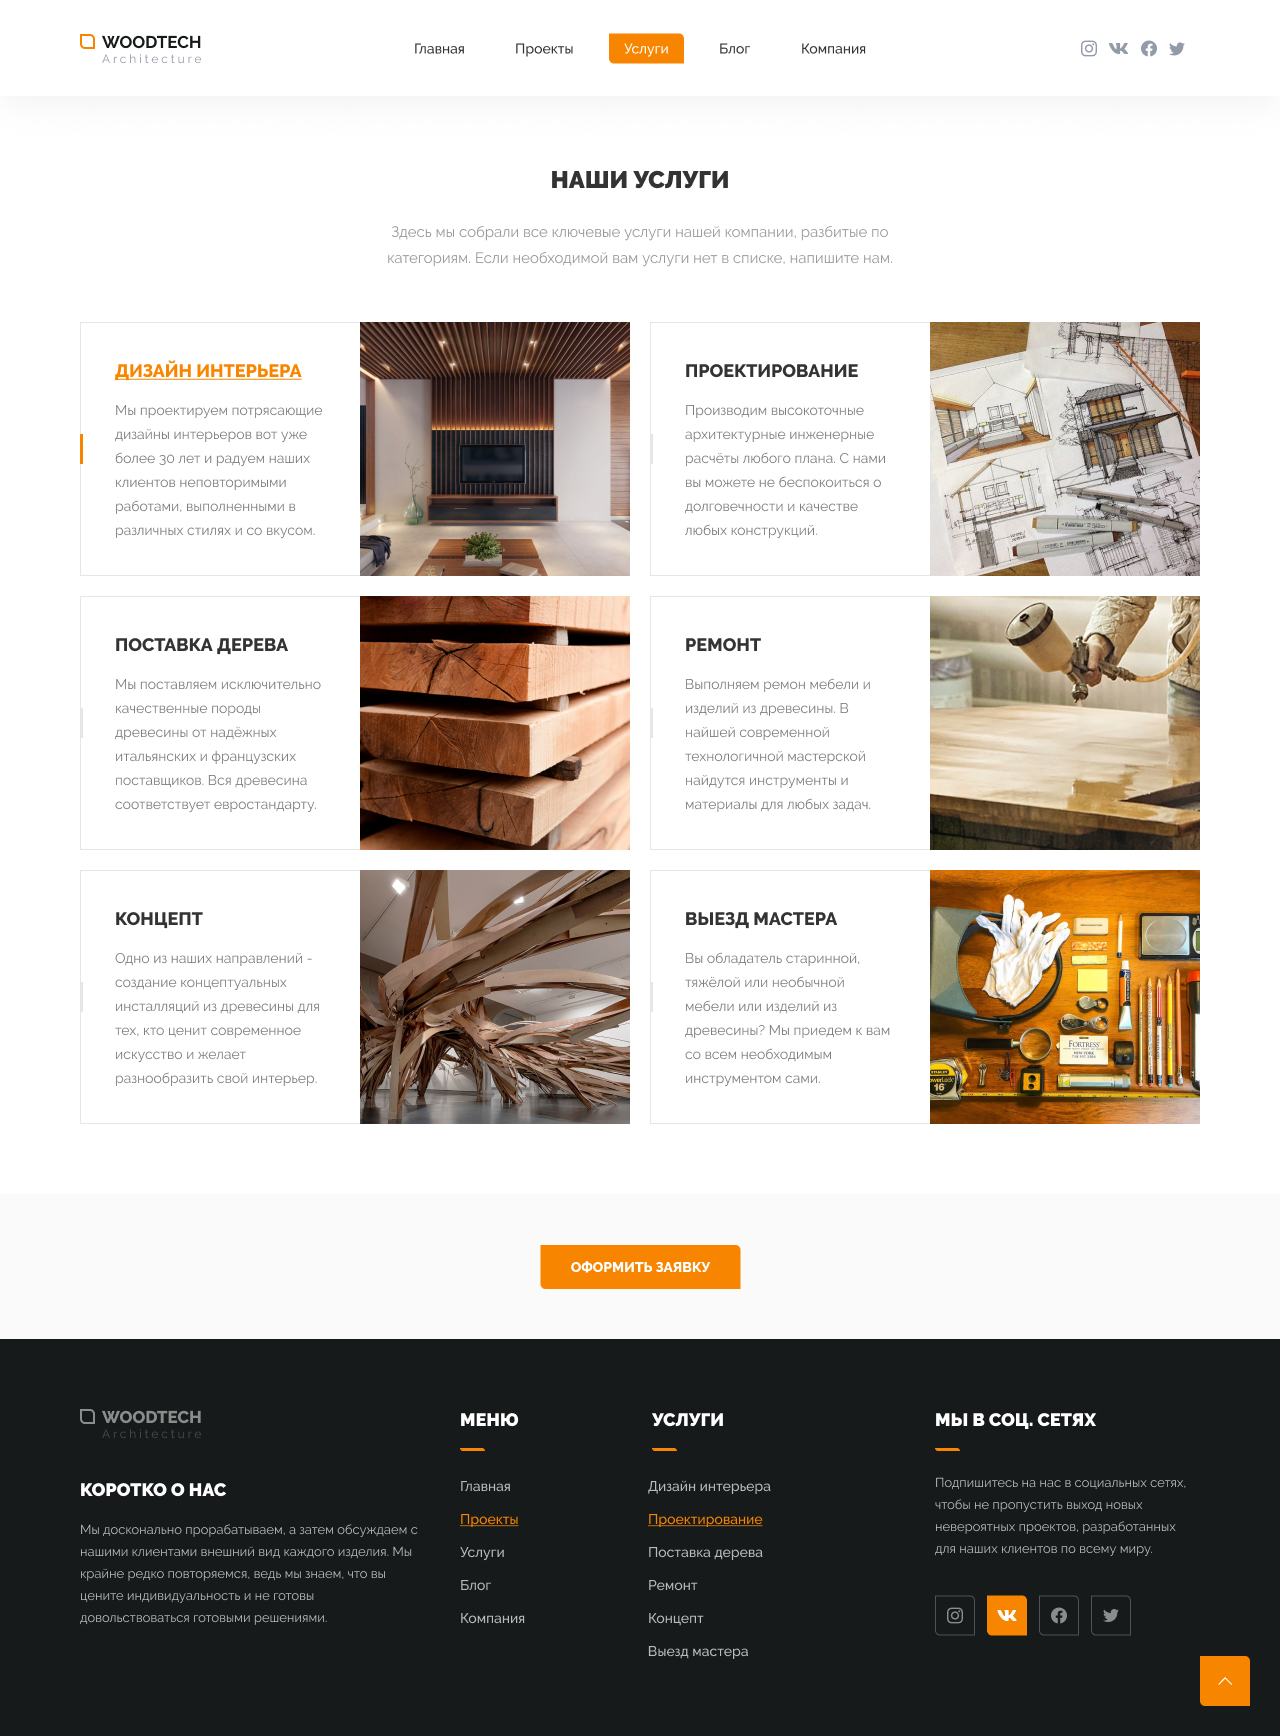 WOODTECH
Architecture
Главная
Проекты
Услуги
Блог
Компания
НАШИ УСЛУГИ
Здесь мы собрали все ключевые услуги нашей компании, разбитые по
категориям. Если необходимой вам услуги нет в списке, напишите нам.
ДИЗАЙН ИНТЕРЬЕРА
Мы проектируем потрясающие
дизайны интерьеров вот уже
более 30 лет и радуем наших
клиентов неповторимыми
работами, выполненными в
различных стилях и со вкусом.
ПРОЕКТИРОВАНИЕ
Производим высокоточные
архитектурные инженерные
расчёты любого плана. С нами
вы можете не беспокоиться о
долговечности и качестве
любых конструкций.
ПОСТАВКА ДЕРЕВА
Мы поставляем исключительно
качественные породы
древесины от надёжных
итальянских и французских
поставщиков. Вся древесина
соответствует евростандарту.
РЕМОНТ
Выполняем ремон мебели и
изделий из древесины. В
найшей современной
технологичной мастерской
найдутся инструменты и
материалы для любых задач.
КОНЦЕПТ
Одно из наших направлений -
создание концептуальных
инсталляций из древесины для
тех, кто ценит современное
искусство и желает
разнообразить свой интерьер.
ВЫЕЗД МАСТЕРА
Вы обладатель старинной,
тяжёлой или необычной
мебели или изделий из
древесины? Мы приедем к вам
со всем необходимым
инструментом сами.
FORTRESS
NEW YORK
STANLEY
PowerLock
16
ОФОРМИТЬ ЗАЯВКУ
WOODTECH
Architecture
КОРОТКО О НАС
Мы досконально прорабатываем, а затем обсуждаем с
нашими клиентами внешний вид каждого изделия. Мы
крайне редко повторяемся, ведь мы знаем, что вы
цените индивидуальность и не готовы
довольствоваться готовыми решениями.
МЕНЮ
Главная
Проекты
Услуги
Блог
Компания
УСЛУГИ
Дизайн интерьера
Проектирование
Поставка дерева
Ремонт
Концепт
Выезд мастера
МЫ В СОЦ. СЕТЯХ
Подпишитесь на нас в социальных сетях,
чтобы не пропустить выход новых
невероятных проектов, разработанных
для наших клиентов по всему миру.